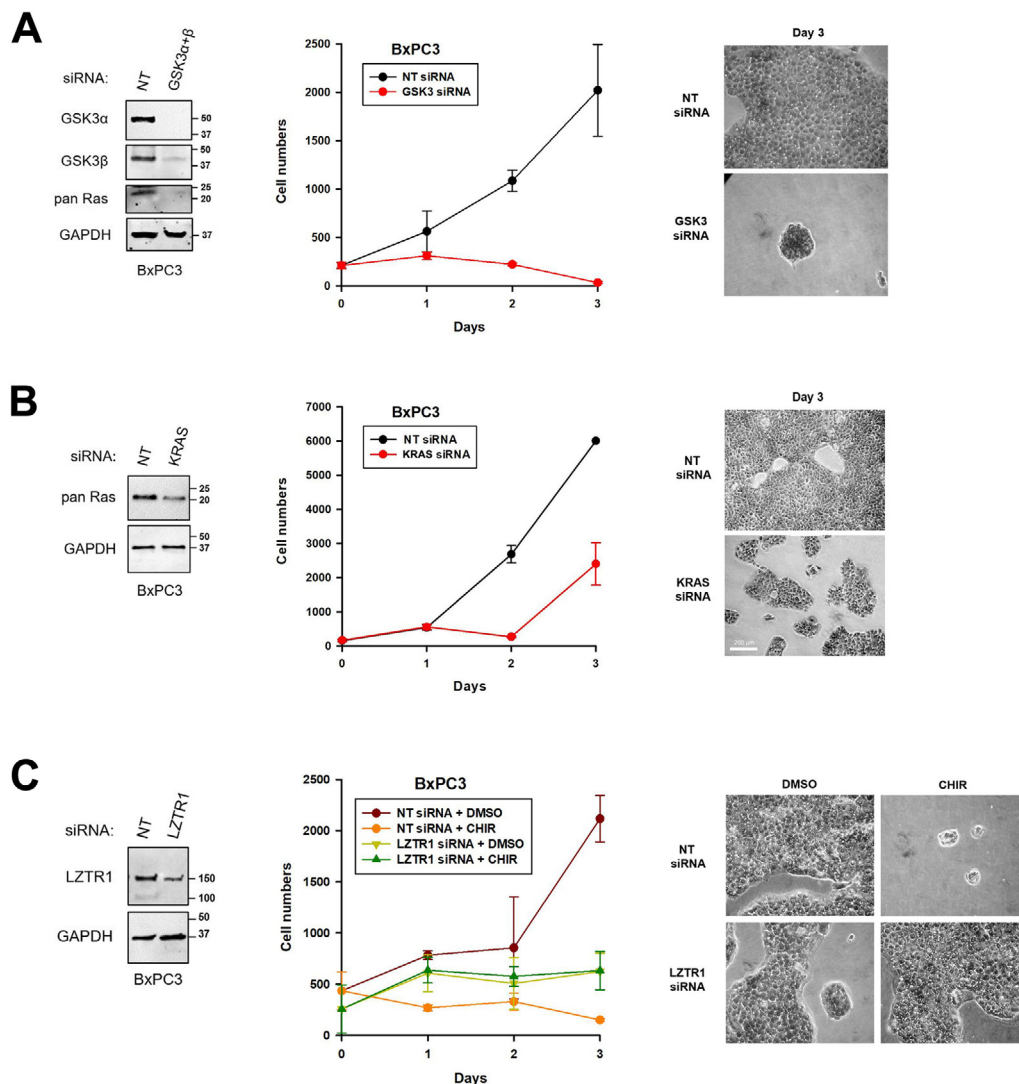 A
siRNA:
NT
GSK3α+β
GSK3α
50
37
GSK3β
50
37
pan Ras
25
20
GAPDH
37
BxPC3
BxPC3
NT siRNA
GSK3 siRNA
Cell numbers
2500
2000
1500
1000
500
0
0 1 2 3
Days
Day 3
NT
siRNA
GSK3
siRNA
B
siRNA:
NT
KRAS
pan Ras
25
20
GAPDH
50
37
BxPC3
BxPC3
NT siRNA
KRAS siRNA
Cell numbers
7000
6000
5000
4000
3000
2000
1000
0
0 1 2 3
Days
Day 3
NT
siRNA
KRAS
siRNA
200 µm
C
siRNA:
NT
LZTR1
LZTR1
150
100
GAPDH
50
37
BxPC3
BxPC3
NT siRNA + DMSO
NT siRNA + CHIR
LZTR1 siRNA + DMSO
LZTR1 siRNA + CHIR
Cell numbers
2500
2000
1500
1000
500
0
0 1 2 3
Days
DMSO CHIR
NT
siRNA
LZTR1
siRNA